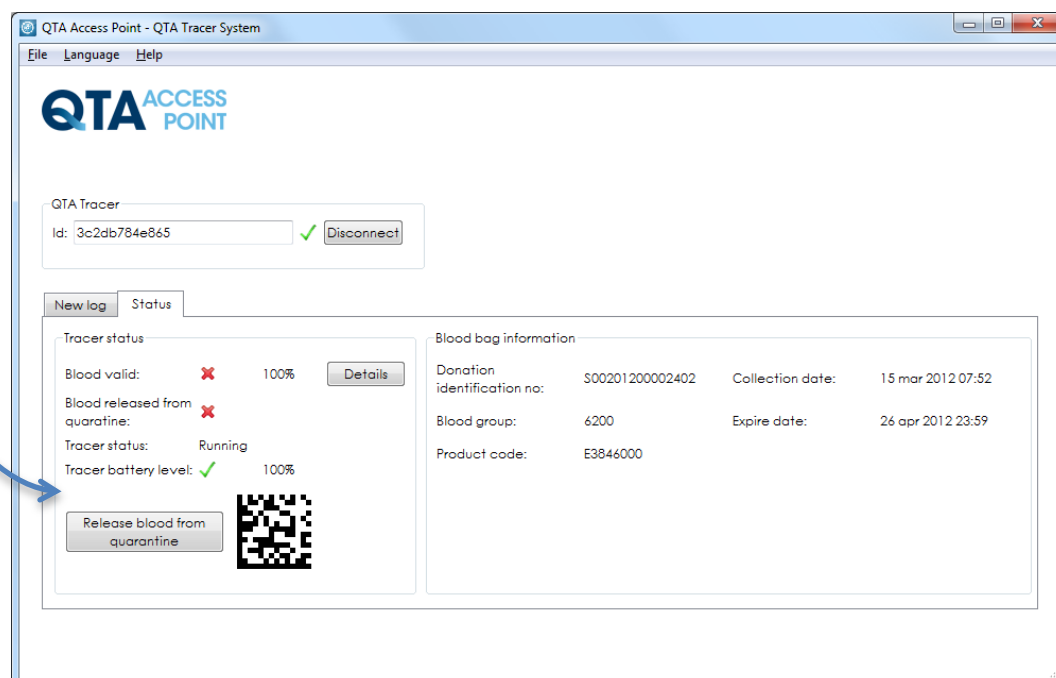 QTA Access Point - QTA Tracer System
File Language Help
QTA ACCESS
POINT
QTA Tracer
Id: 3c2db784e865 Disconnect
New log Status
Tracer status
Blood valid: 100% Details
Blood released from
quaratine:
Tracer status: Running
Tracer battery level: 100%
Release blood from
quarantine
Blood bag information
Donation
identification no: S00201200002402 Collection date: 15 mar 2012 07:52
Blood group: 6200 Expire date: 26 apr 2012 23:59
Product code: E3846000